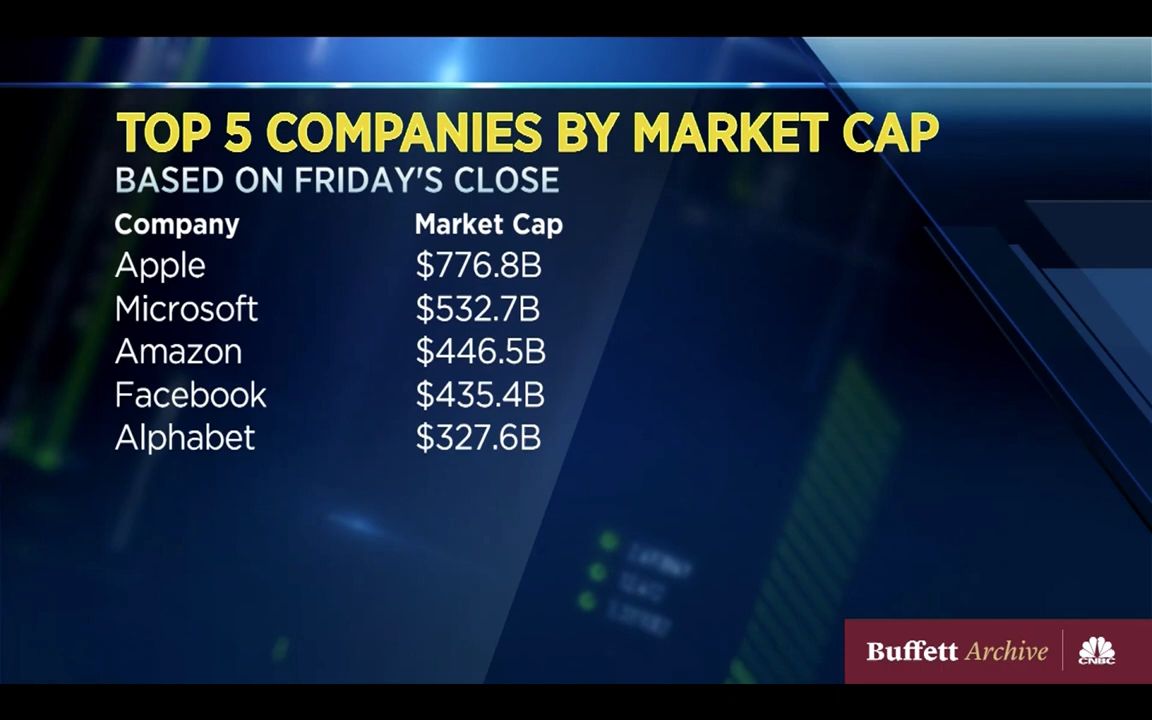 TOP 5 COMPANIES BY MARKET CAP
BASED ON FRIDAY'S CLOSE
Company Market Cap
Apple $776.8B
Microsoft $532.7B
Amazon $446.5B
Facebook $435.4B
Alphabet $327.6B
Buffett Archive CNBC